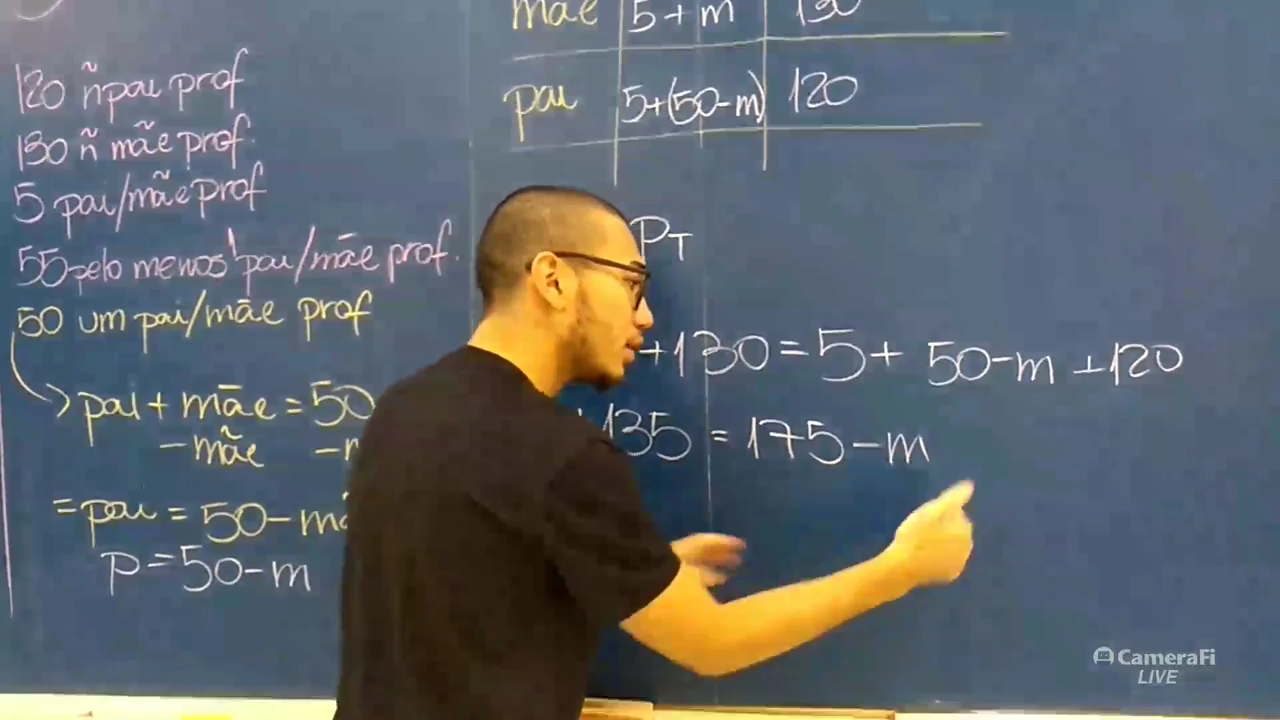 120 ñ pai prof
130 ñ mãe prof.
5 pai/mãe prof
55 pelo menos 1 pai/mãe prof.
50 um pai/mãe prof
pai + mãe = 50
-mãe -
= pai = 50-m
p=50-m
mãe 5+m 130
pai 5+(50-m) 120
PT
+130=5+ 50-m +120
135 = 175-m
CameraFi
LIVE